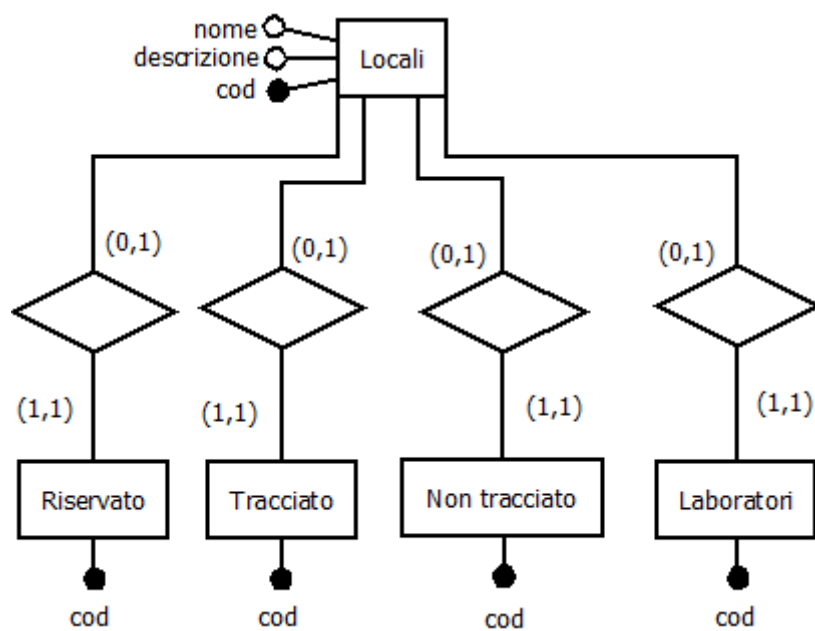 nome
descrizione
cod
Locali
(0,1)
(0,1)
(0,1)
(0,1)
(1,1)
(1,1)
(1,1)
(1,1)
Riservato
Tracciato
Non tracciato
Laboratori
cod
cod
cod
cod